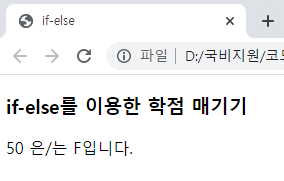 if-else
파일 D:/국비지원/코
if-else를 이용한 학점 매기기
50 은/는 F입니다.